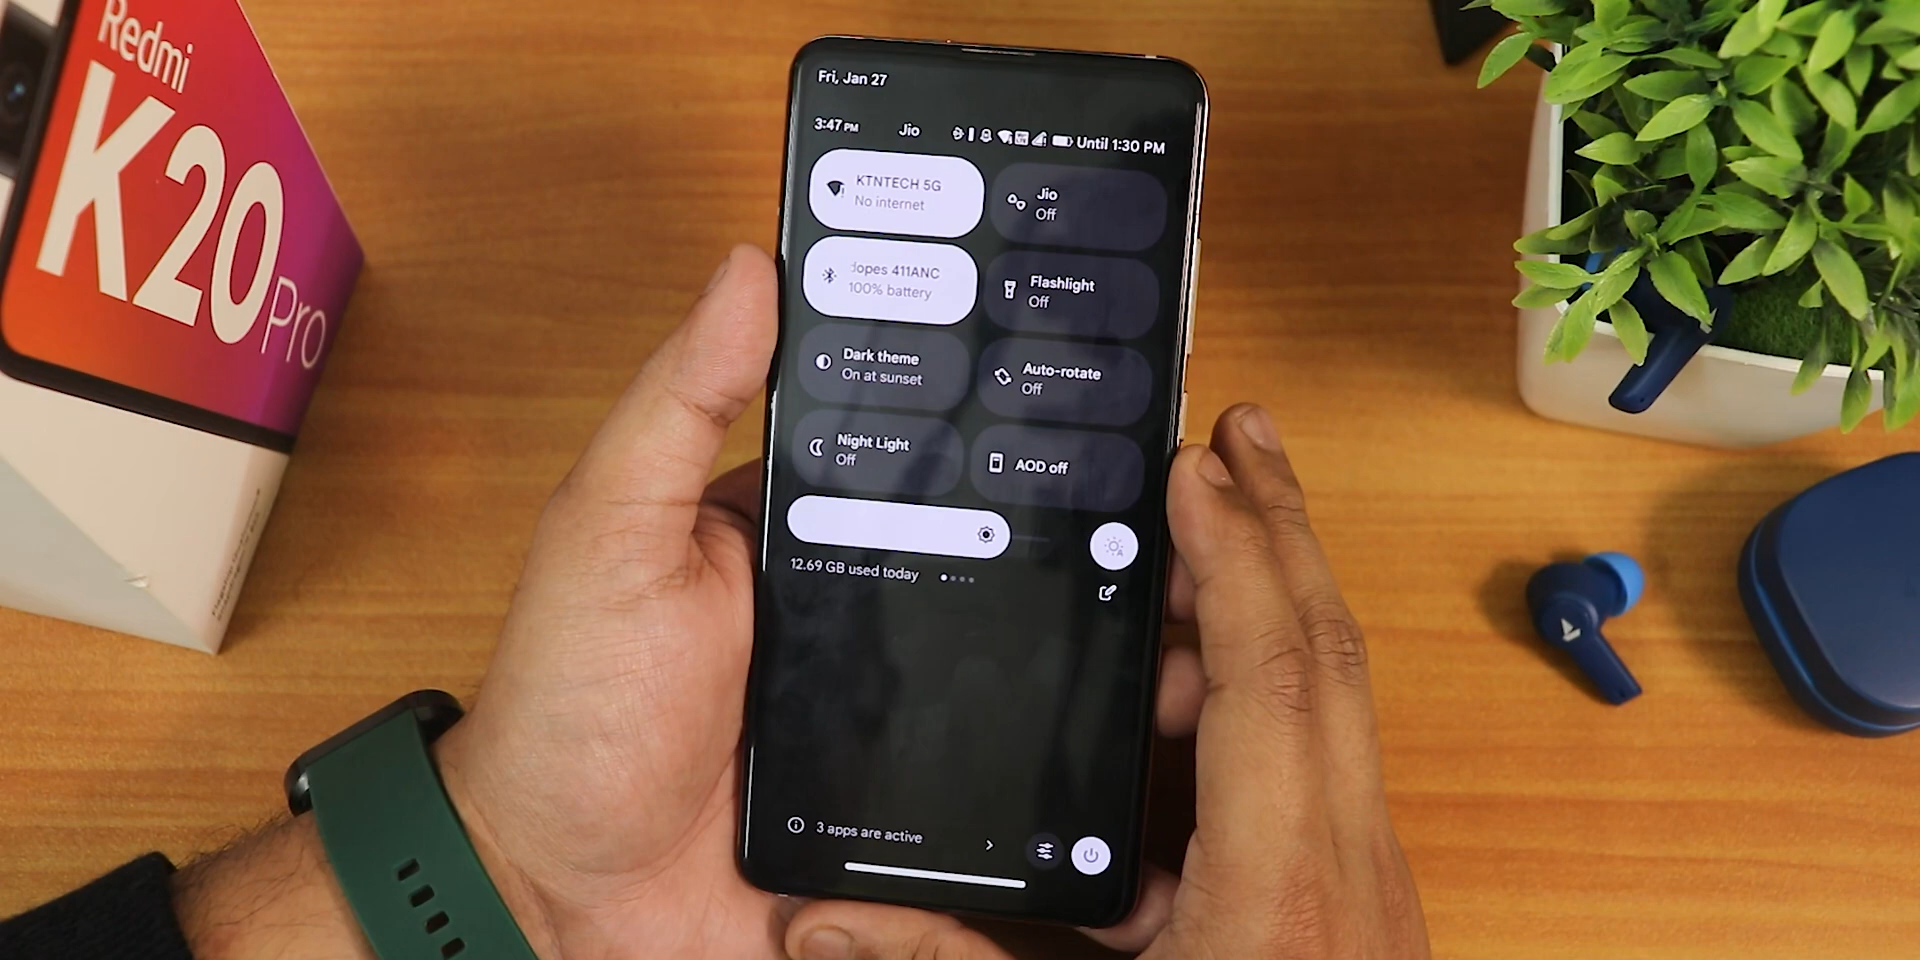 Redmi
K20 Pro
Fri, Jan 27
3:47 PM
Jio
Until 1:30 PM
KTNTECH 5G
No internet
Jio
Off
lopes 411ANC
100% battery
Flashlight
Off
Dark theme
On at sunset
Auto-rotate
Off
Night Light
Off
AOD off
12.69 GB used today
3 apps are active